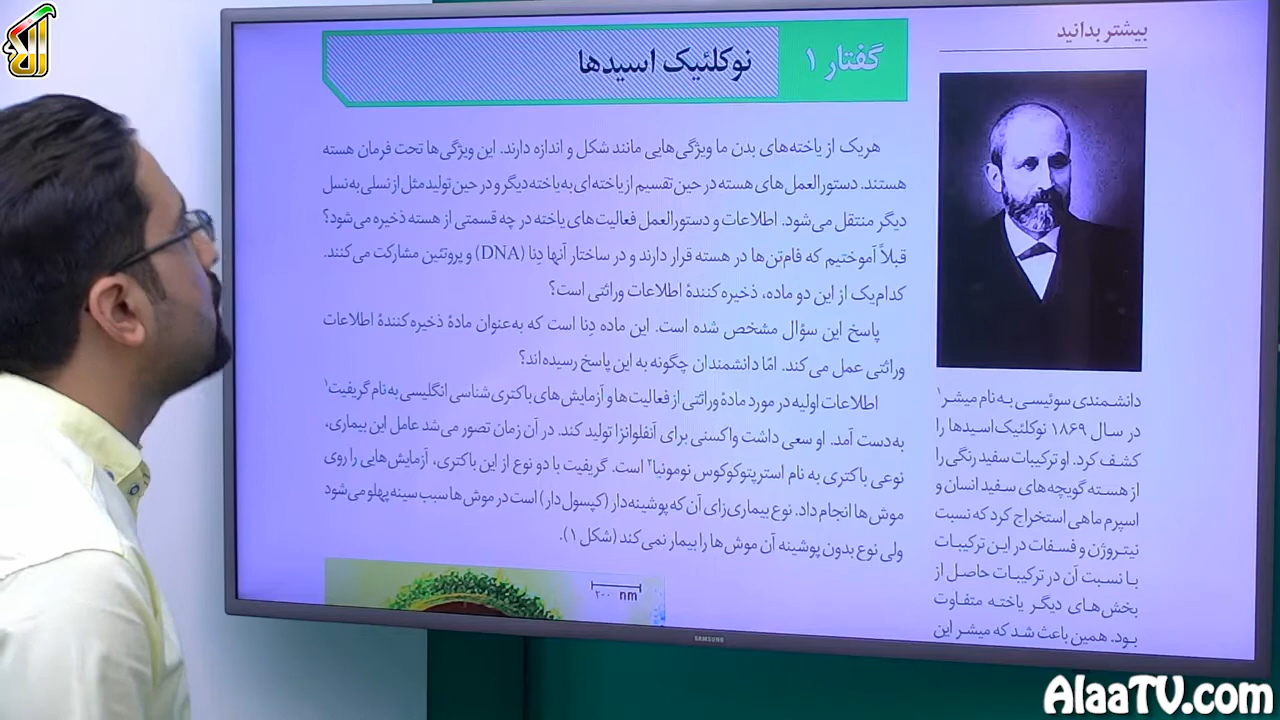 گفتار ۱
نوکلئیک اسیدها
هریک از یاخته‌های بدن ما ویژگی‌هایی مانند شکل و اندازه دارند. این ویژگی‌ها تحت فرمان هسته
هستند. دستورالعمل‌های هسته در حین تقسیم از یاخته‌ای به یاخته دیگر و در حین تولیدمثل از نسلی به نسل
دیگر منتقل می‌شود. اطلاعات و دستورالعمل فعالیت‌های یاخته در چه قسمتی از هسته ذخیره می‌شود؟
قبلاً آموختیم که فام‌تن‌ها در هسته قرار دارند و در ساختار آنها دِنا (DNA) و پروتئین مشارکت می‌کنند.
کدام‌یک از این دو ماده، ذخیره‌کنندهٔ اطلاعات وراثتی است؟
پاسخ این سؤال مشخص شده است. این ماده دِنا است که به‌عنوان مادهٔ ذخیره‌کنندهٔ اطلاعات
وراثتی عمل می‌کند. امّا دانشمندان چگونه به این پاسخ رسیده‌اند؟
اطلاعات اولیه در مورد مادهٔ وراثتی از فعالیت‌ها و آزمایش‌های باکتری‌شناسی انگلیسی به نام گریفیت۱
به‌دست آمد. او سعی داشت واکسنی برای آنفلوانزا تولید کند. در آن زمان تصور می‌شد عامل این بیماری،
نوعی باکتری به نام استرپتوکوکوس نومونیا۲ است. گریفیت با دو نوع از این باکتری، آزمایش‌هایی را روی
موش‌ها انجام داد. نوع بیماری‌زای آن که پوشینه‌دار (کپسول‌دار) است در موش‌ها سبب سینه‌پهلو می‌شود
ولی نوع بدون پوشینه آن موش‌ها را بیمار نمی‌کند (شکل ۱).
۲۰۰ nm
بیشتر بدانید
دانشمندی سوئیسی به‌نام میشر۱
در سال ۱۸۶۹ نوکلئیک‌اسیدها را
کشف کرد. او ترکیبات سفیدرنگی را
از هسته گویچه‌های سفید انسان و
اسپرم ماهی استخراج کرد که نسبت
نیتروژن و فسفات در این ترکیبات
با نسبت آن در ترکیبات حاصل از
بخش‌های دیگر یاخته متفاوت
بود. همین باعث شد که میشر این
SAMSUNG
AlaaTV.com